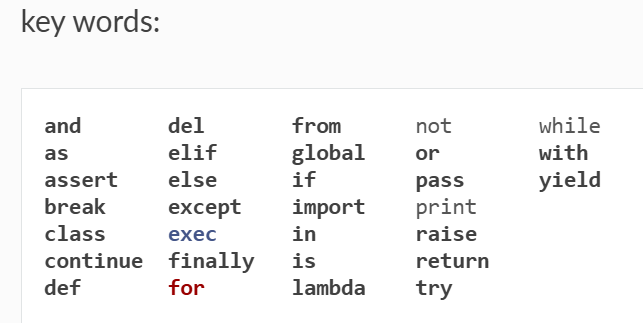 key words:
and del from not while
as elif global or with
assert else if pass yield
break except import print
class exec in raise
continue finally is return
def for lambda try